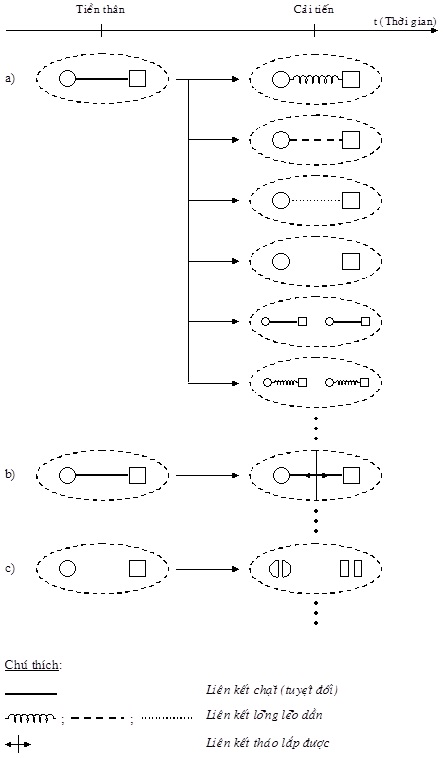 Tiền thân
Cải tiến
t (Thời gian)
a)
b)
c)
Chú thích:
Liên kết chặt (tuyệt đối)
; ; Liên kết lỏng lẻo dần
Liên kết tháo lắp được